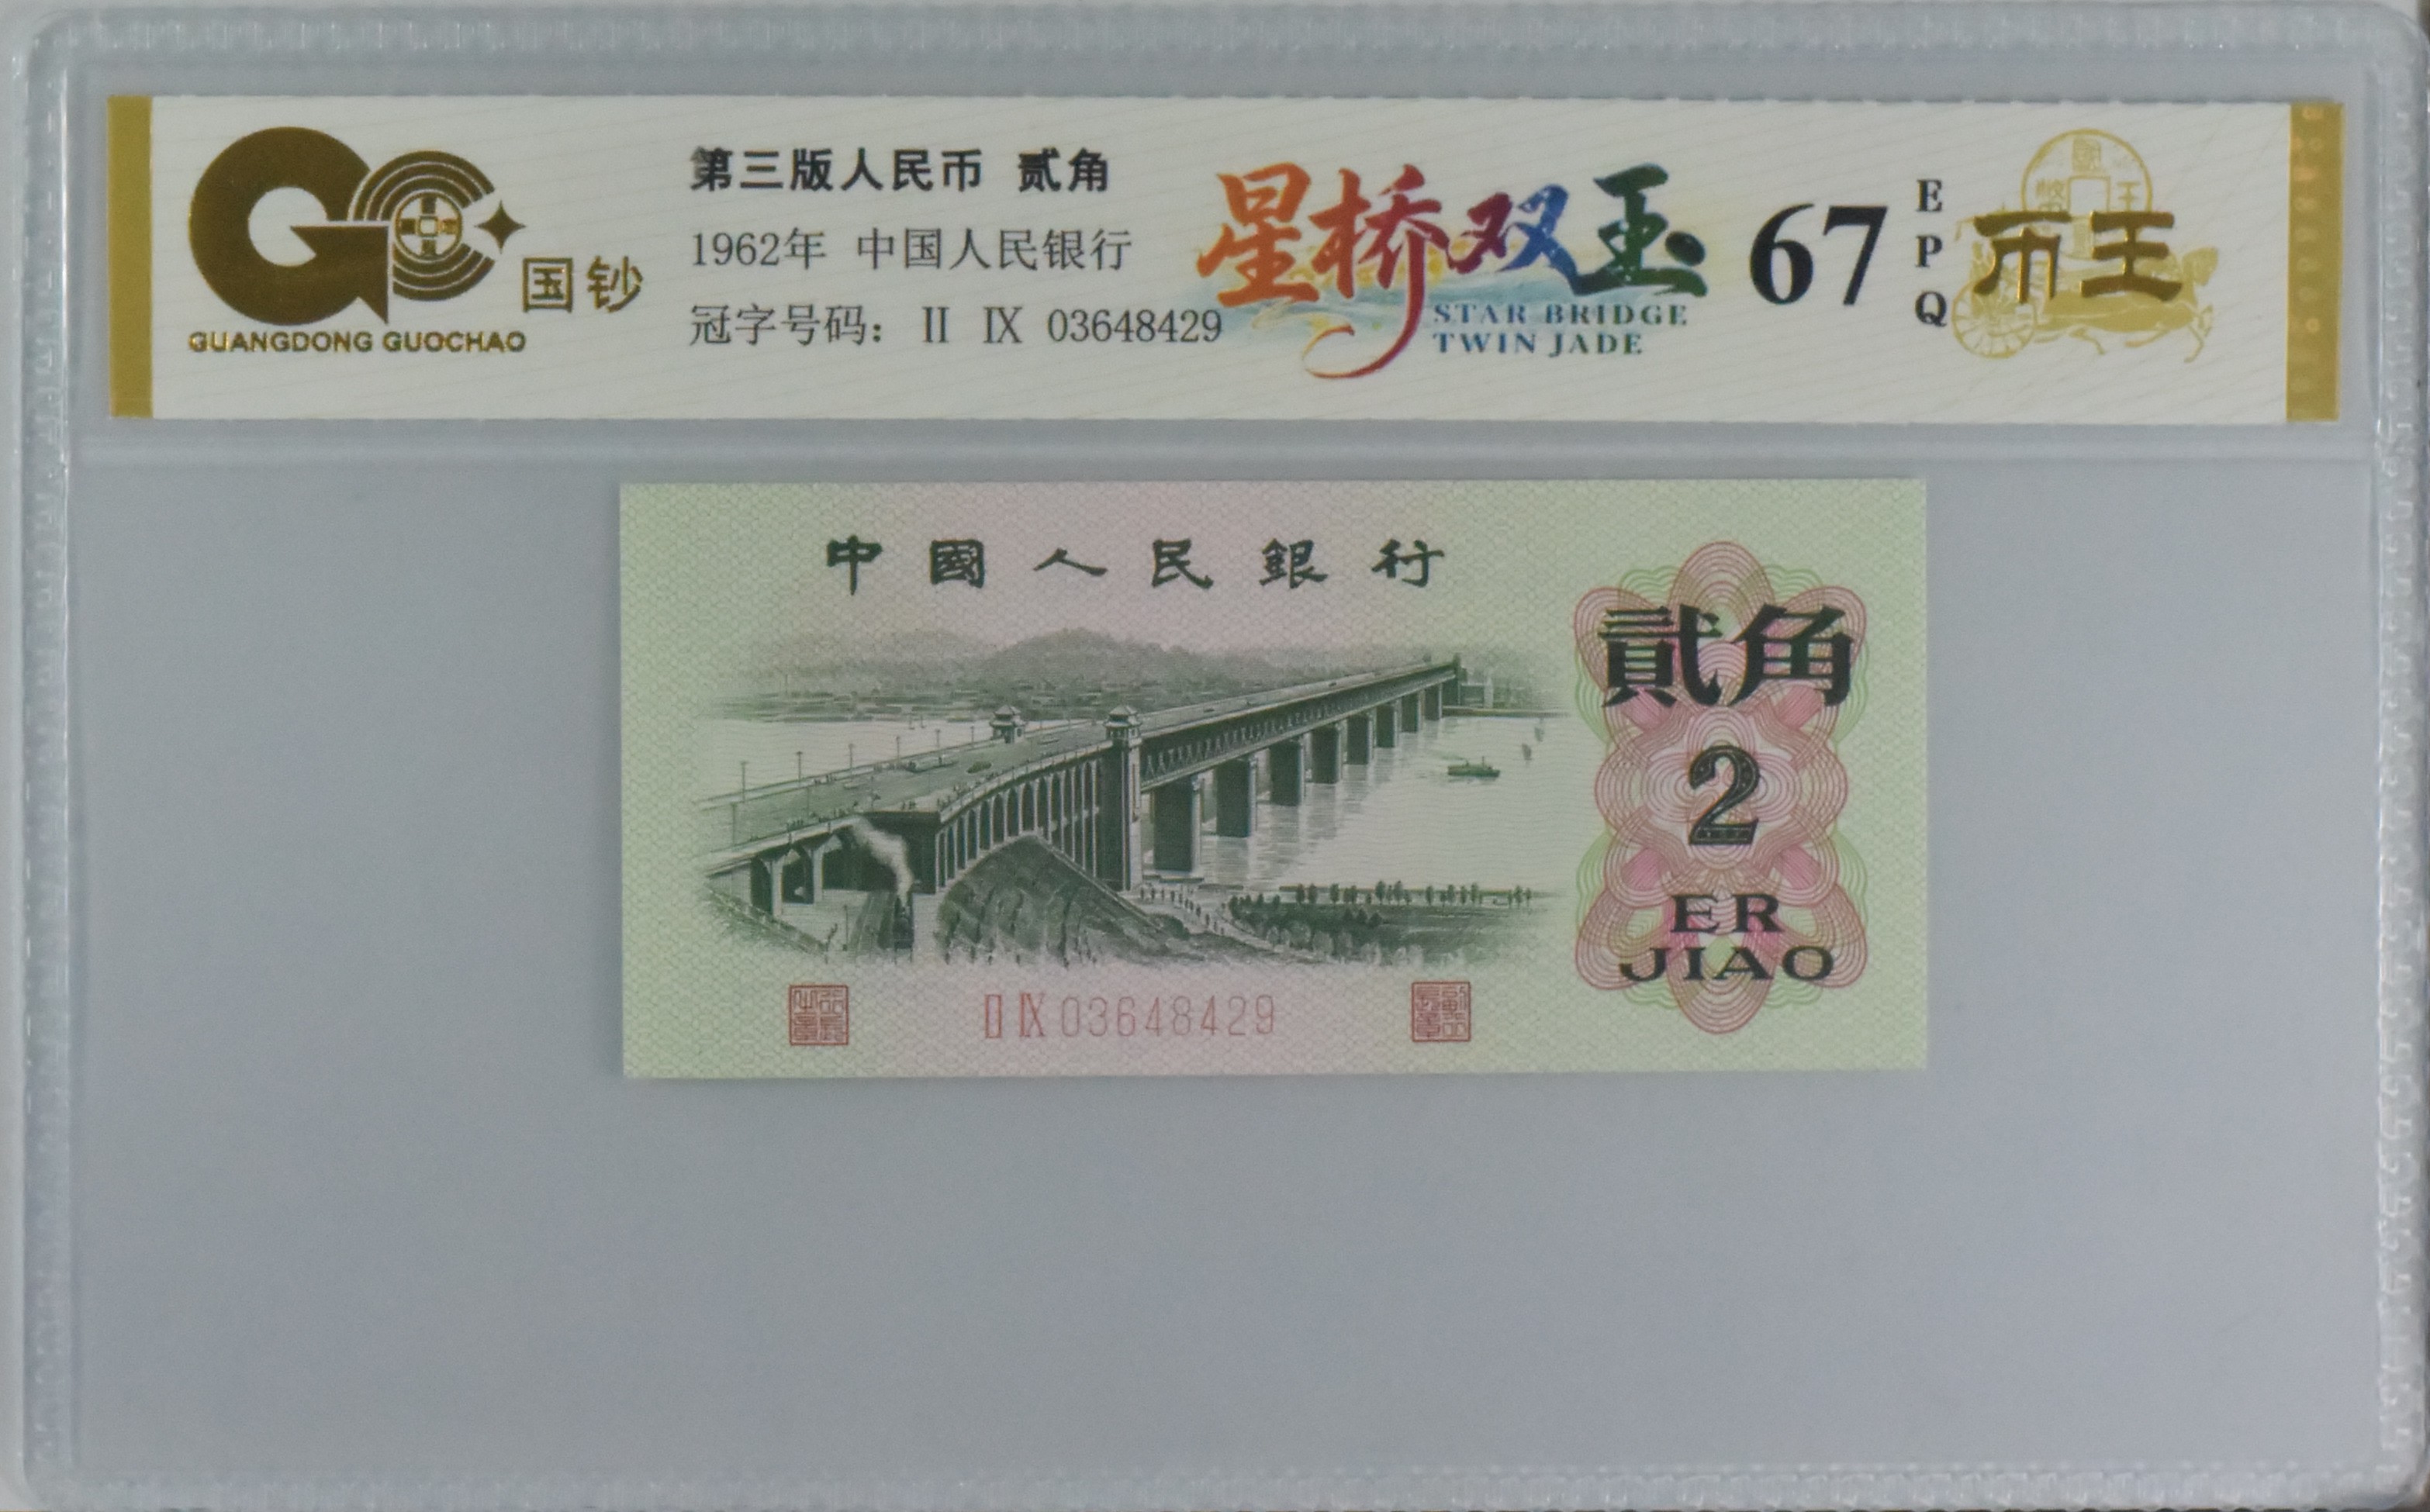 国钞
GUANGDONG GUOCHAO
第三版人民币 贰角
1962年 中国人民银行
冠字号码: II IX 03648429
星桥双玉
STAR BRIDGE
TWIN JADE
67
EPQ
币王
中國人民銀行
貳角
2
ER
JIAO
II IX 03648429